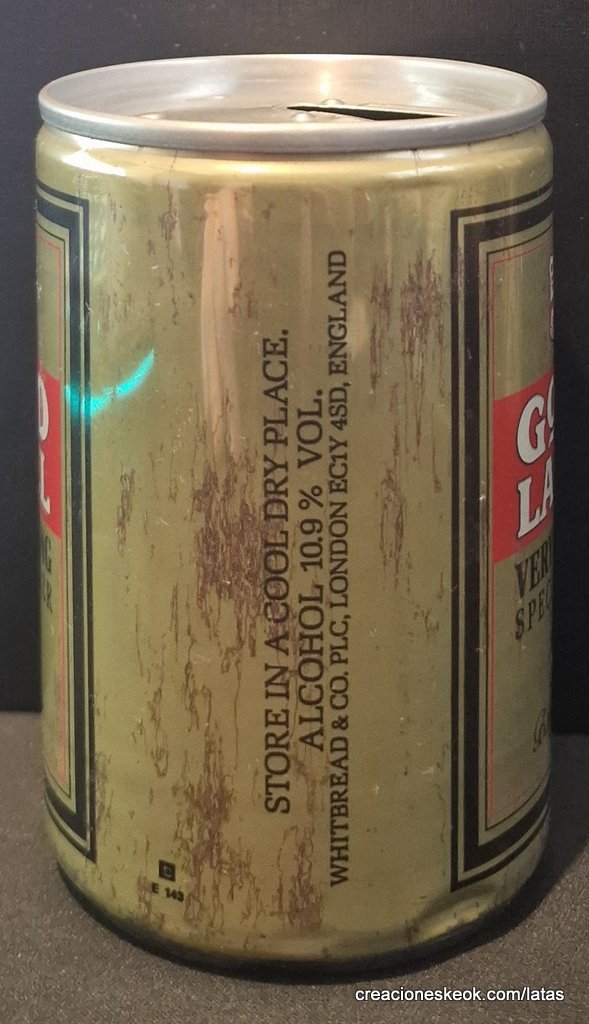 STORE IN A COOL DRY PLACE.
ALCOHOL 10.9 % VOL.
WHITBREAD & CO. PLC, LONDON EC1Y 4SD, ENGLAND
E 143
creacioneskeok.com/latas